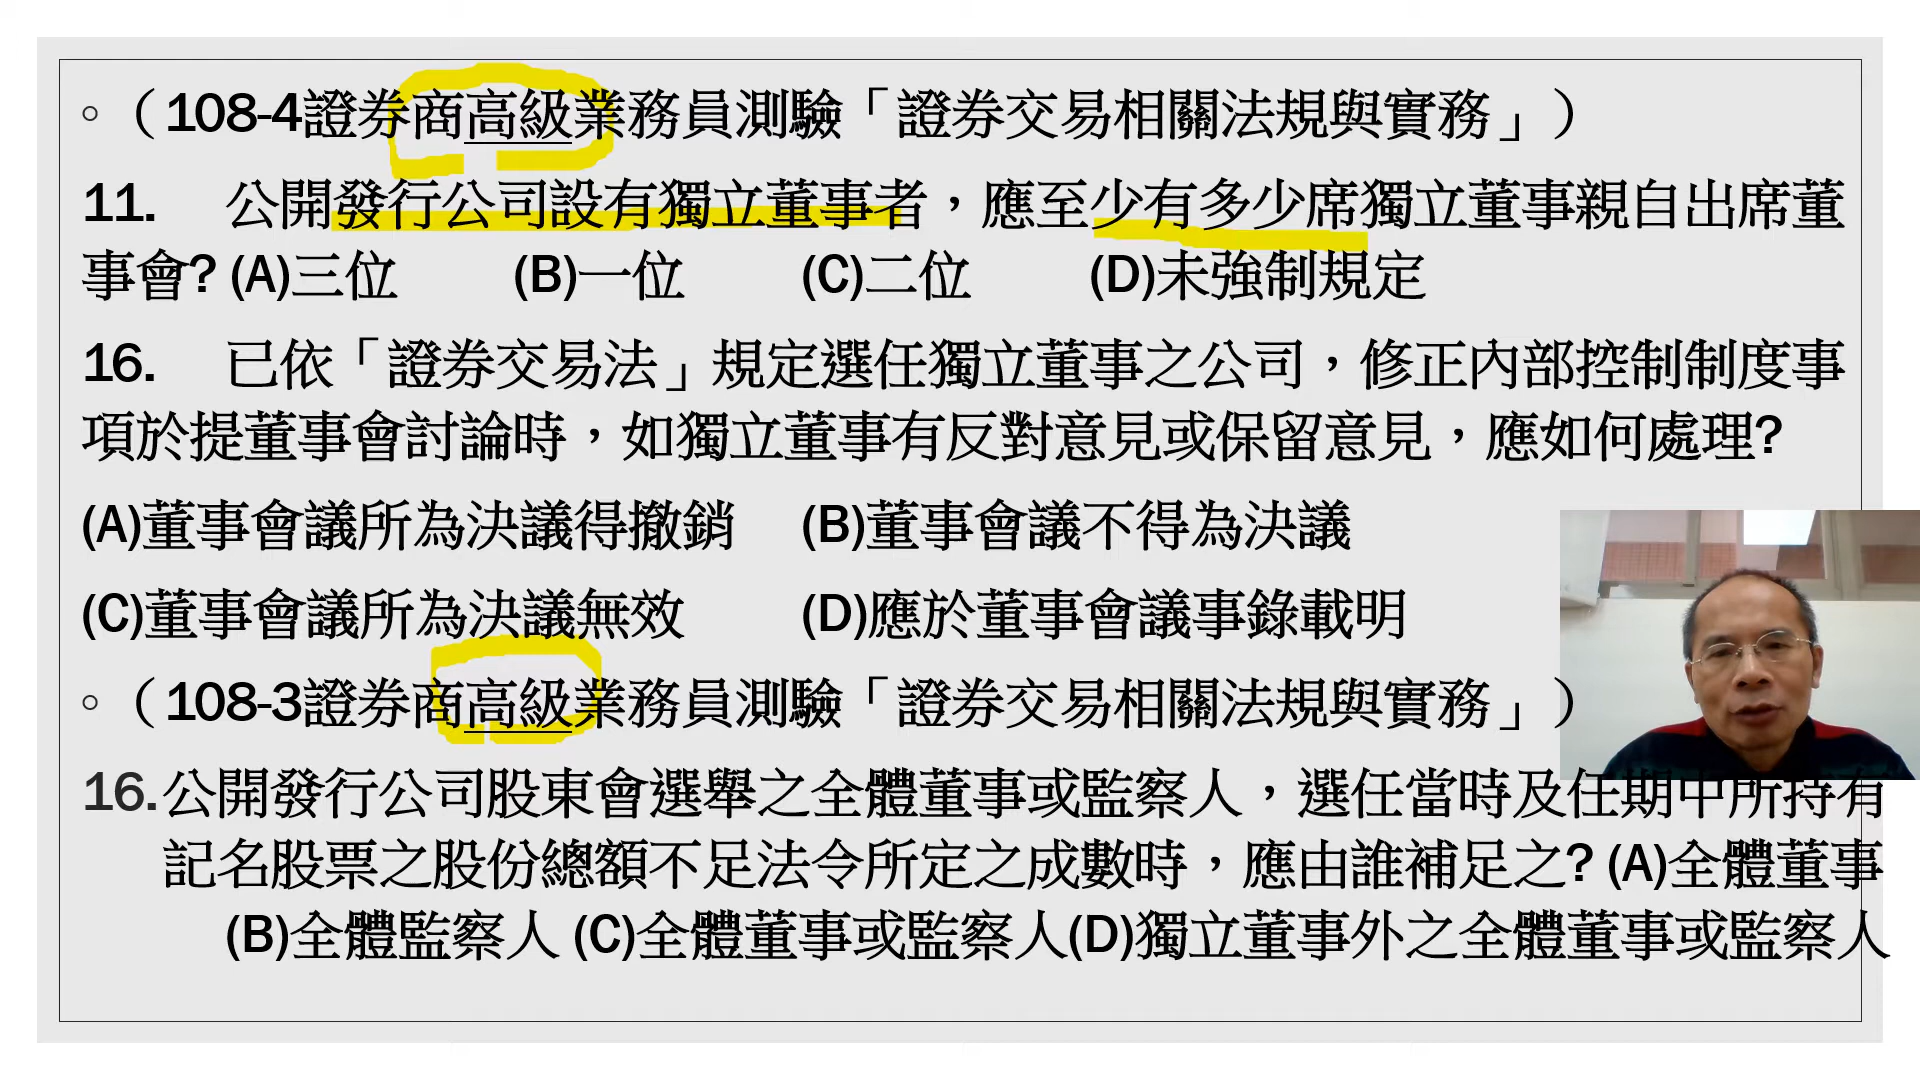 ◦（108-4證券商高級業務員測驗「證券交易相關法規與實務」）
11. 公開發行公司設有獨立董事者，應至少有多少席獨立董事親自出席董
事會? (A)三位 (B)一位 (C)二位 (D)未強制規定
16. 已依「證券交易法」規定選任獨立董事之公司，修正內部控制制度事
項於提董事會討論時，如獨立董事有反對意見或保留意見，應如何處理?
(A)董事會議所為決議得撤銷 (B)董事會議不得為決議
(C)董事會議所為決議無效 (D)應於董事會議事錄載明
◦（108-3證券商高級業務員測驗「證券交易相關法規與實務」）
16.公開發行公司股東會選舉之全體董事或監察人，選任當時及任期中所持有
記名股票之股份總額不足法令所定之成數時，應由誰補足之? (A)全體董事
(B)全體監察人 (C)全體董事或監察人(D)獨立董事外之全體董事或監察人